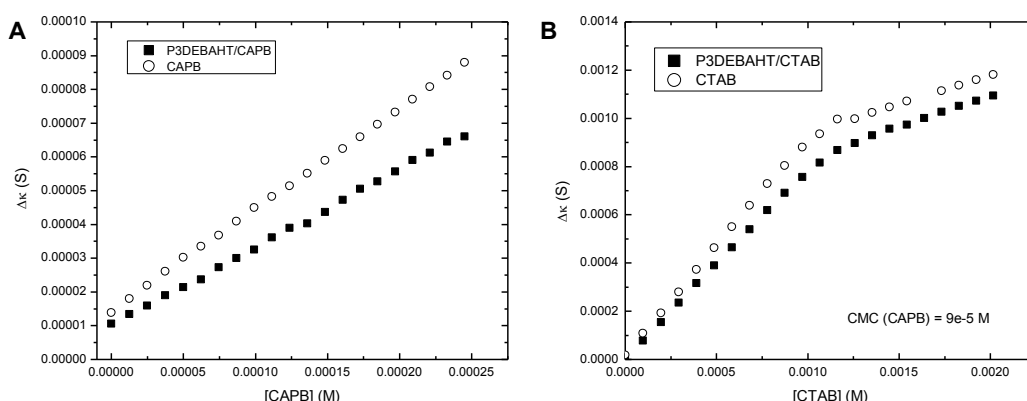 A
P3DEBAHT/CAPB
CAPB
0.00010
0.00009
0.00008
0.00007
0.00006
0.00005
0.00004
0.00003
0.00002
0.00001
0.00000
Δκ (S)
0.00000 0.00005 0.00010 0.00015 0.00020 0.00025
[CAPB] (M)
B
P3DEBAHT/CTAB
CTAB
0.0014
0.0012
0.0010
0.0008
0.0006
0.0004
0.0002
0.0000
Δκ (S)
CMC (CAPB) = 9e-5 M
0.0000 0.0005 0.0010 0.0015 0.0020
[CTAB] (M)